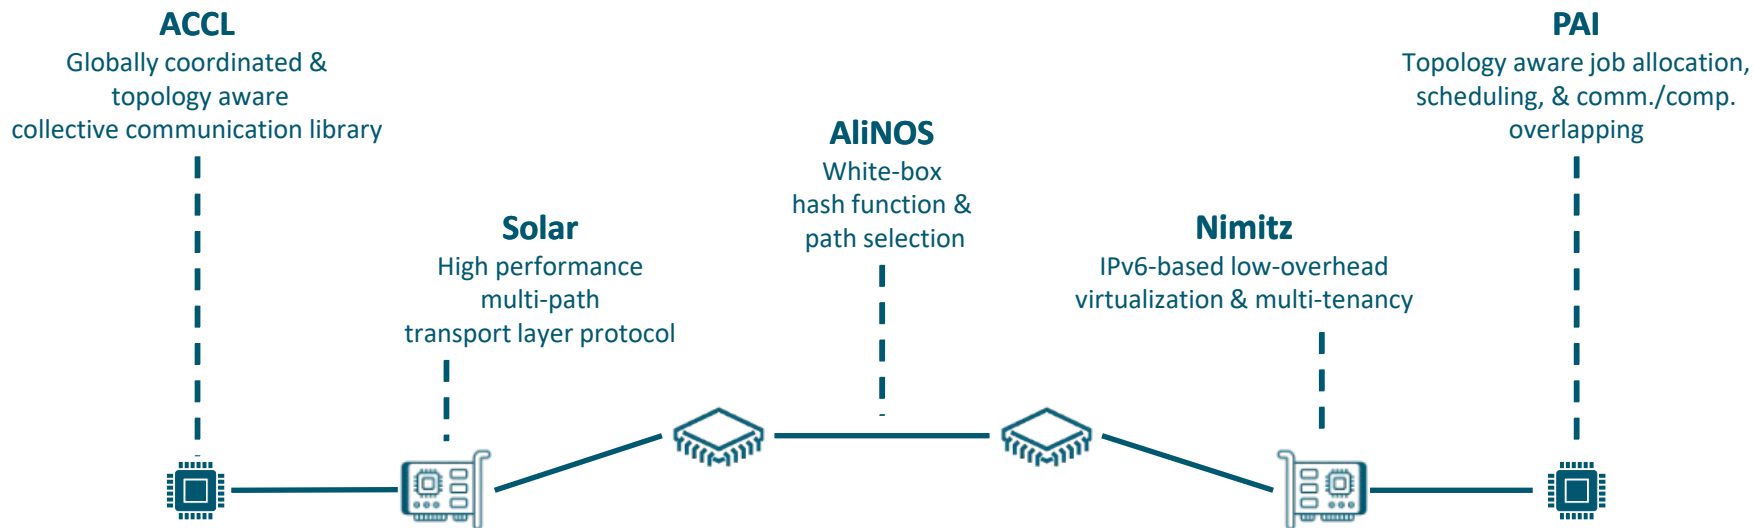 ACCL
Globally coordinated &
topology aware
collective communication library
Solar
High performance
multi-path
transport layer protocol
AliNOS
White-box
hash function &
path selection
Nimitz
IPv6-based low-overhead
virtualization & multi-tenancy
PAI
Topology aware job allocation,
scheduling, & comm./comp.
overlapping